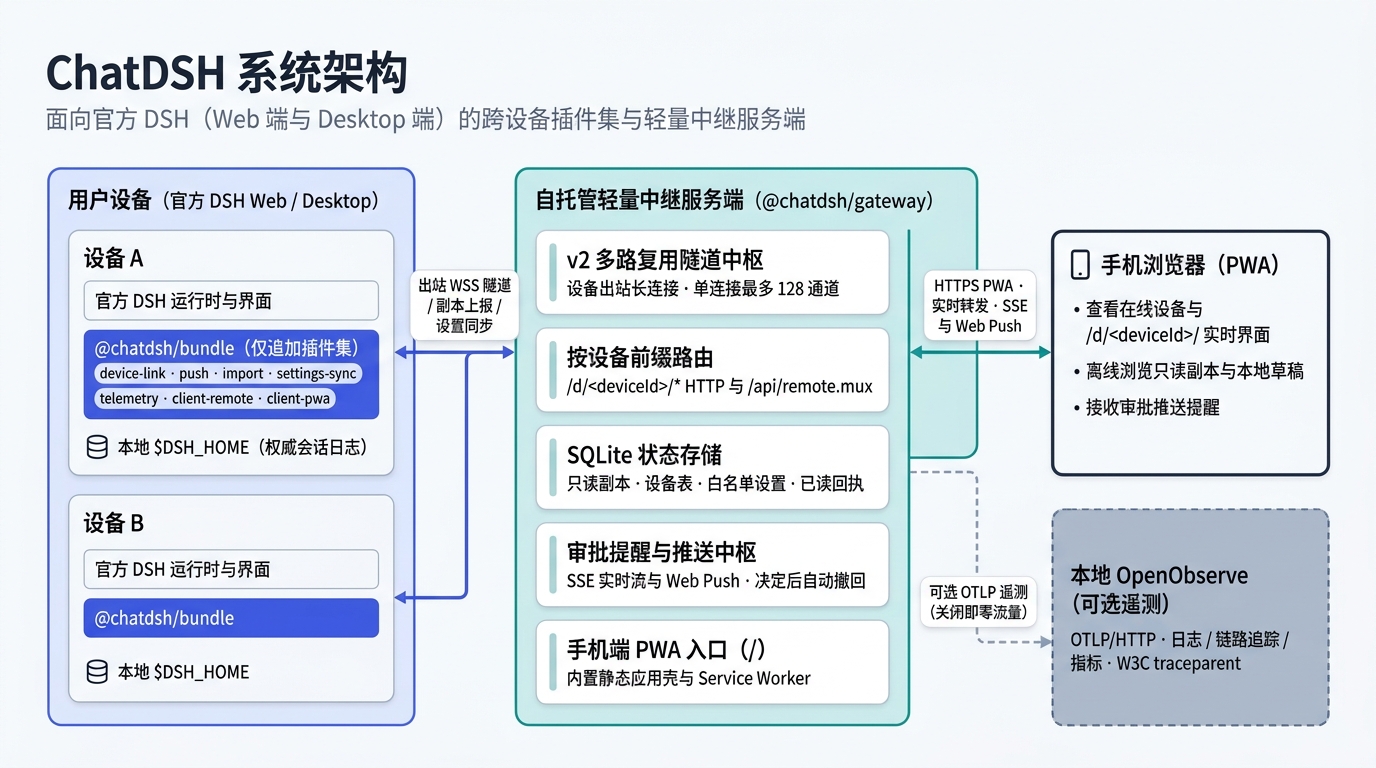 ChatDSH 系统架构
面向官方 DSH（Web 端与 Desktop 端）的跨设备插件集与轻量中继服务端
用户设备（官方 DSH Web / Desktop）
设备 A
官方 DSH 运行时与界面
@chatdsh/bundle（仅追加插件集）
device-link · push · import · settings-sync
telemetry · client-remote · client-pwa
本地 $DSH_HOME（权威会话日志）
设备 B
官方 DSH 运行时与界面
@chatdsh/bundle
本地 $DSH_HOME
出站 WSS 隧道
/ 副本上报 /
设置同步
自托管轻量中继服务端（@chatdsh/gateway）
v2 多路复用隧道中枢
设备出站长连接 · 单连接最多 128 通道
按设备前缀路由
/d/<deviceId>/* HTTP 与 /api/remote.mux
SQLite 状态存储
只读副本 · 设备表 · 白名单设置 · 已读回执
审批提醒与推送中枢
SSE 实时流与 Web Push · 决定后自动撤回
手机端 PWA 入口（/）
内置静态应用壳与 Service Worker
HTTPS PWA ·
实时转发 · SSE
与 Web Push
手机浏览器（PWA）
• 查看在线设备与
/d/<deviceId>/ 实时界面
• 离线浏览只读副本与本地草稿
• 接收审批推送提醒
可选 OTLP 遥测
（关闭即零流量）
本地 OpenObserve
（可选遥测）
OTLP/HTTP · 日志 / 链路追踪 /
指标 · W3C traceparent